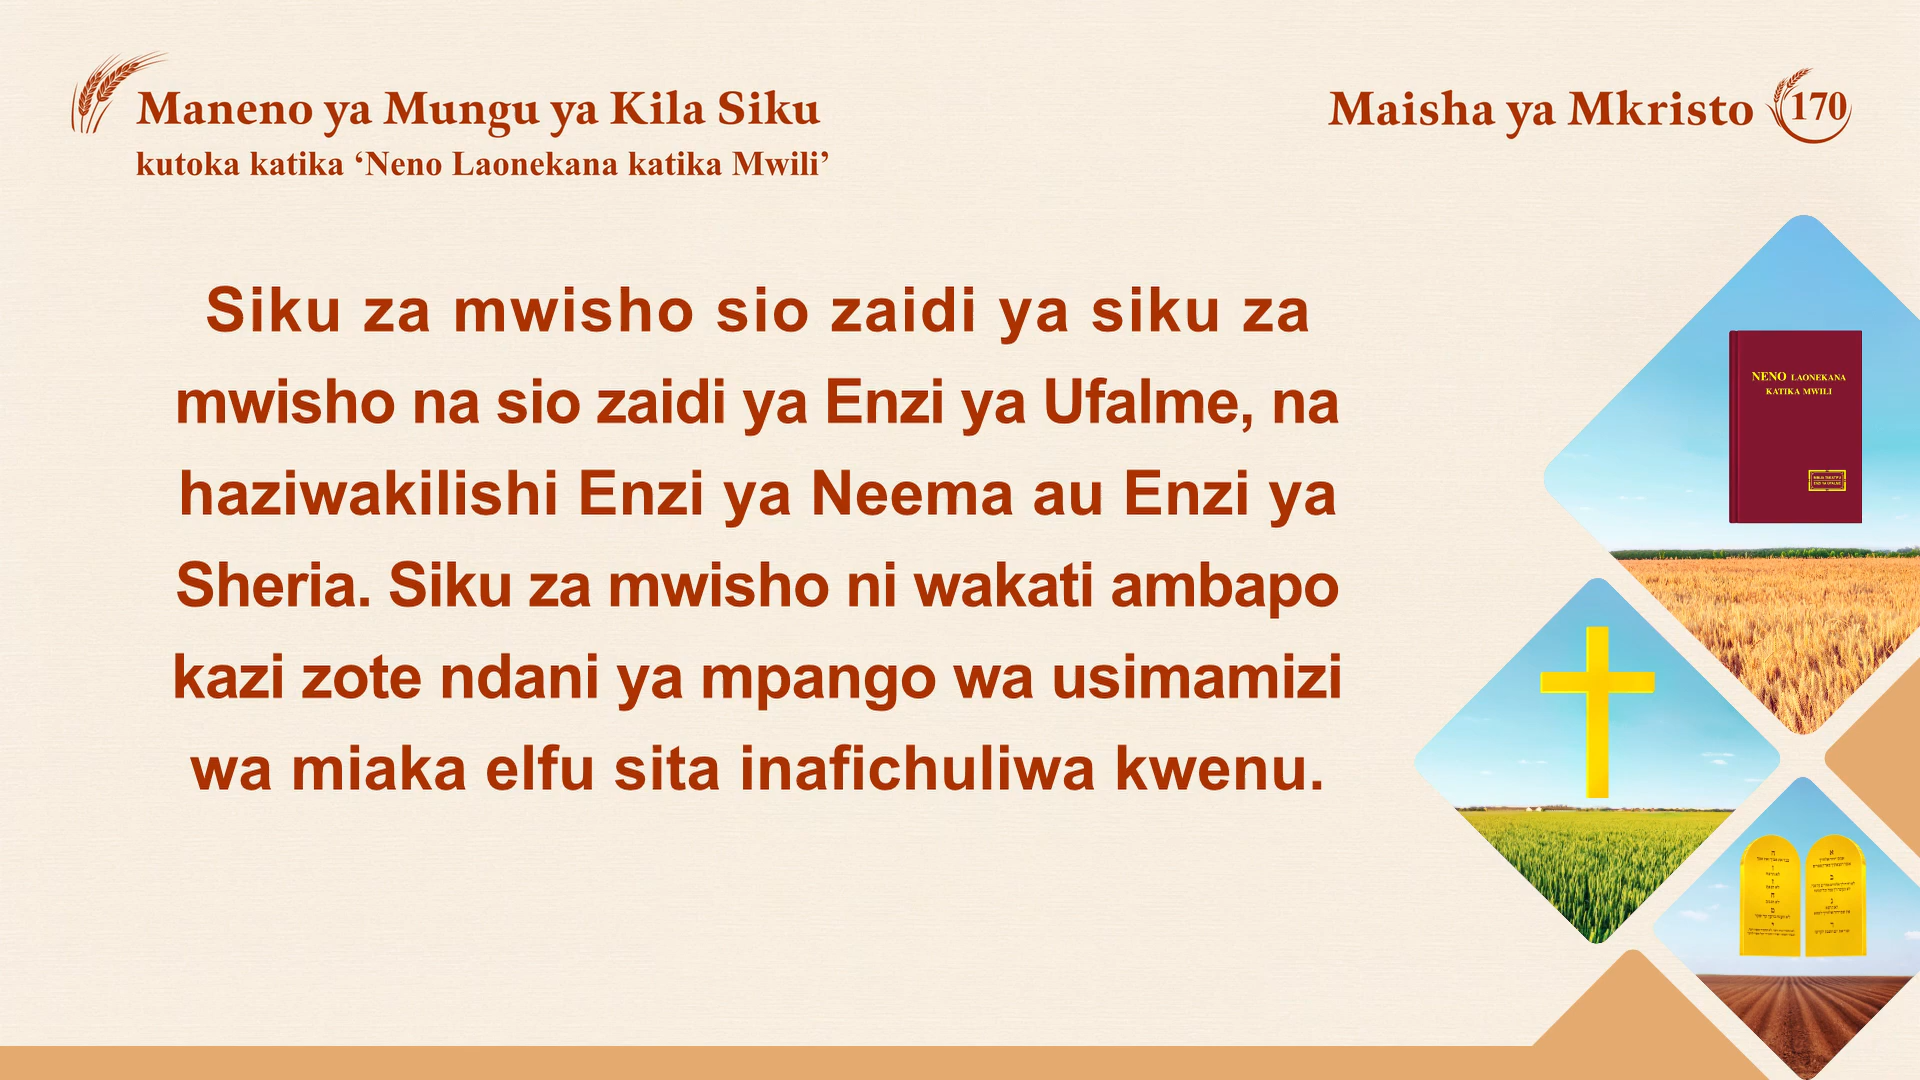 Maneno ya Mungu ya Kila Siku
kutoka katika ‘Neno Laonekana katika Mwili’
Maisha ya Mkristo 170
Siku za mwisho sio zaidi ya siku za
mwisho na sio zaidi ya Enzi ya Ufalme, na
haziwakilishi Enzi ya Neema au Enzi ya
Sheria. Siku za mwisho ni wakati ambapo
kazi zote ndani ya mpango wa usimamizi
wa miaka elfu sita inafichuliwa kwenu.
NENO LAONEKANA
KATIKA MWILI